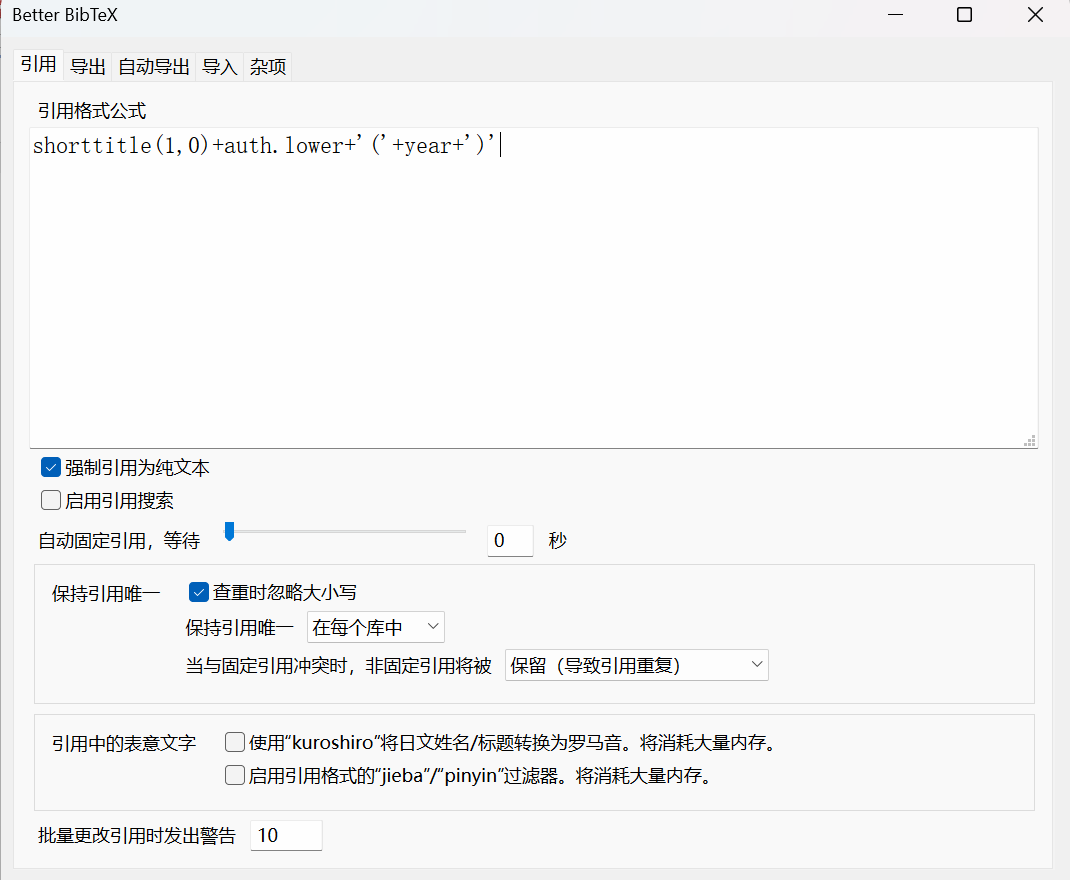 Better BibTeX
引用 导出 自动导出 导入 杂项
引用格式公式
shorttitle(1,0)+auth.lower+'('+year+')'
强制引用为纯文本
启用引用搜索
自动固定引用，等待 0 秒
保持引用唯一 查重时忽略大小写
保持引用唯一 在每个库中
当与固定引用冲突时，非固定引用将被 保留（导致引用重复）
引用中的表意文字 使用“kuroshiro”将日文姓名/标题转换为罗马音。将消耗大量内存。
启用引用格式的“jieba”/“pinyin”过滤器。将消耗大量内存。
批量更改引用时发出警告 10